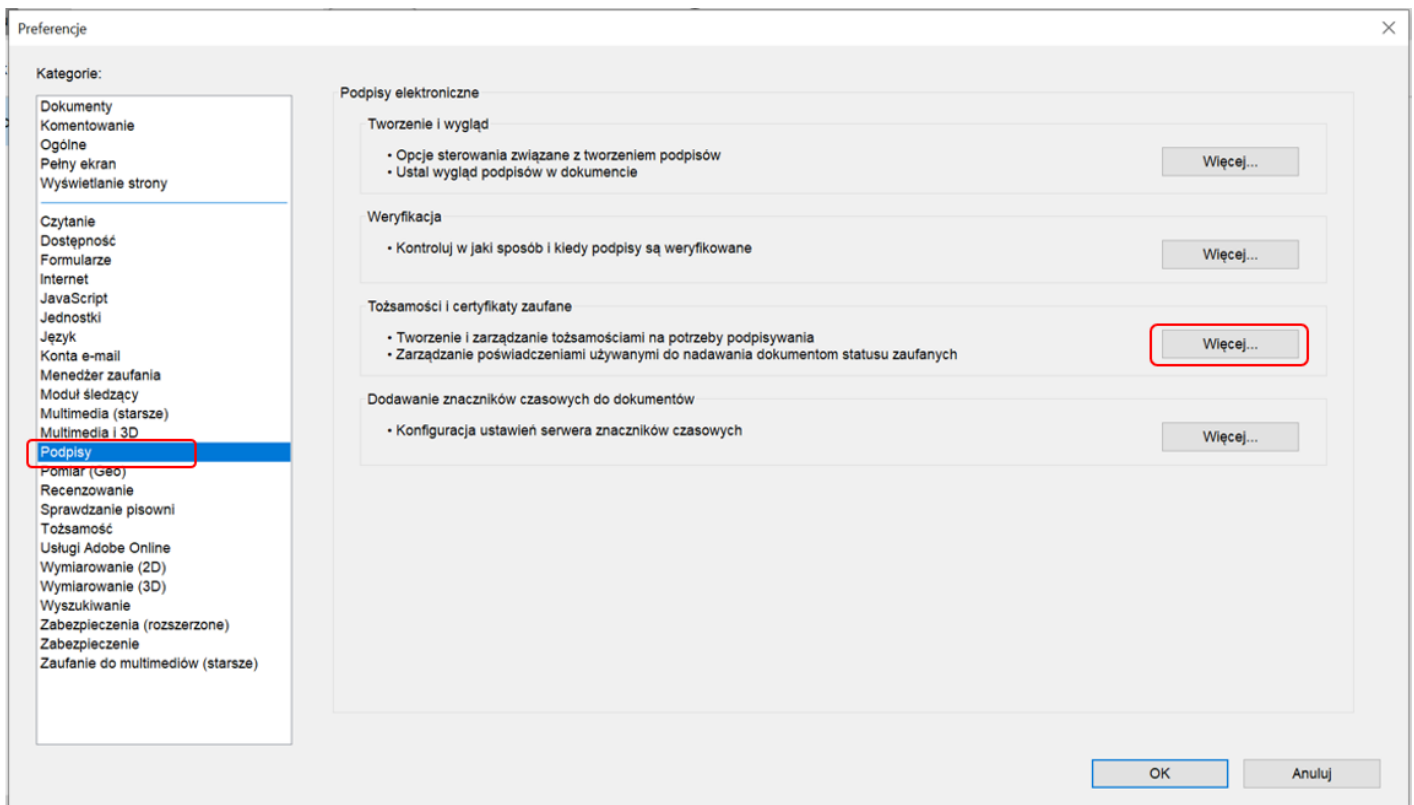 Preferencje
Kategorie:
Dokumenty
Komentowanie
Ogólne
Pełny ekran
Wyświetlanie strony
Czytanie
Dostępność
Formularze
Internet
JavaScript
Jednostki
Język
Konta e-mail
Menedżer zaufania
Moduł śledzący
Multimedia (starsze)
Multimedia i 3D
Podpisy
Pomiar (Geo)
Recenzowanie
Sprawdzanie pisowni
Tożsamość
Usługi Adobe Online
Wymiarowanie (2D)
Wymiarowanie (3D)
Wyszukiwanie
Zabezpieczenia (rozszerzone)
Zabezpieczenie
Zaufanie do multimediów (starsze)
Podpisy elektroniczne
Tworzenie i wygląd
• Opcje sterowania związane z tworzeniem podpisów
• Ustal wygląd podpisów w dokumencie
Więcej...
Weryfikacja
• Kontroluj w jaki sposób i kiedy podpisy są weryfikowane
Więcej...
Tożsamości i certyfikaty zaufane
• Tworzenie i zarządzanie tożsamościami na potrzeby podpisywania
• Zarządzanie poświadczeniami używanymi do nadawania dokumentom statusu zaufanych
Więcej...
Dodawanie znaczników czasowych do dokumentów
• Konfiguracja ustawień serwera znaczników czasowych
Więcej...
OK
Anuluj